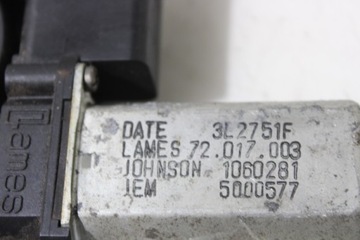 DATE 3L2751F
LAMES 72.017.003
JOHNSON 1060281
IEM 5000577
Lames